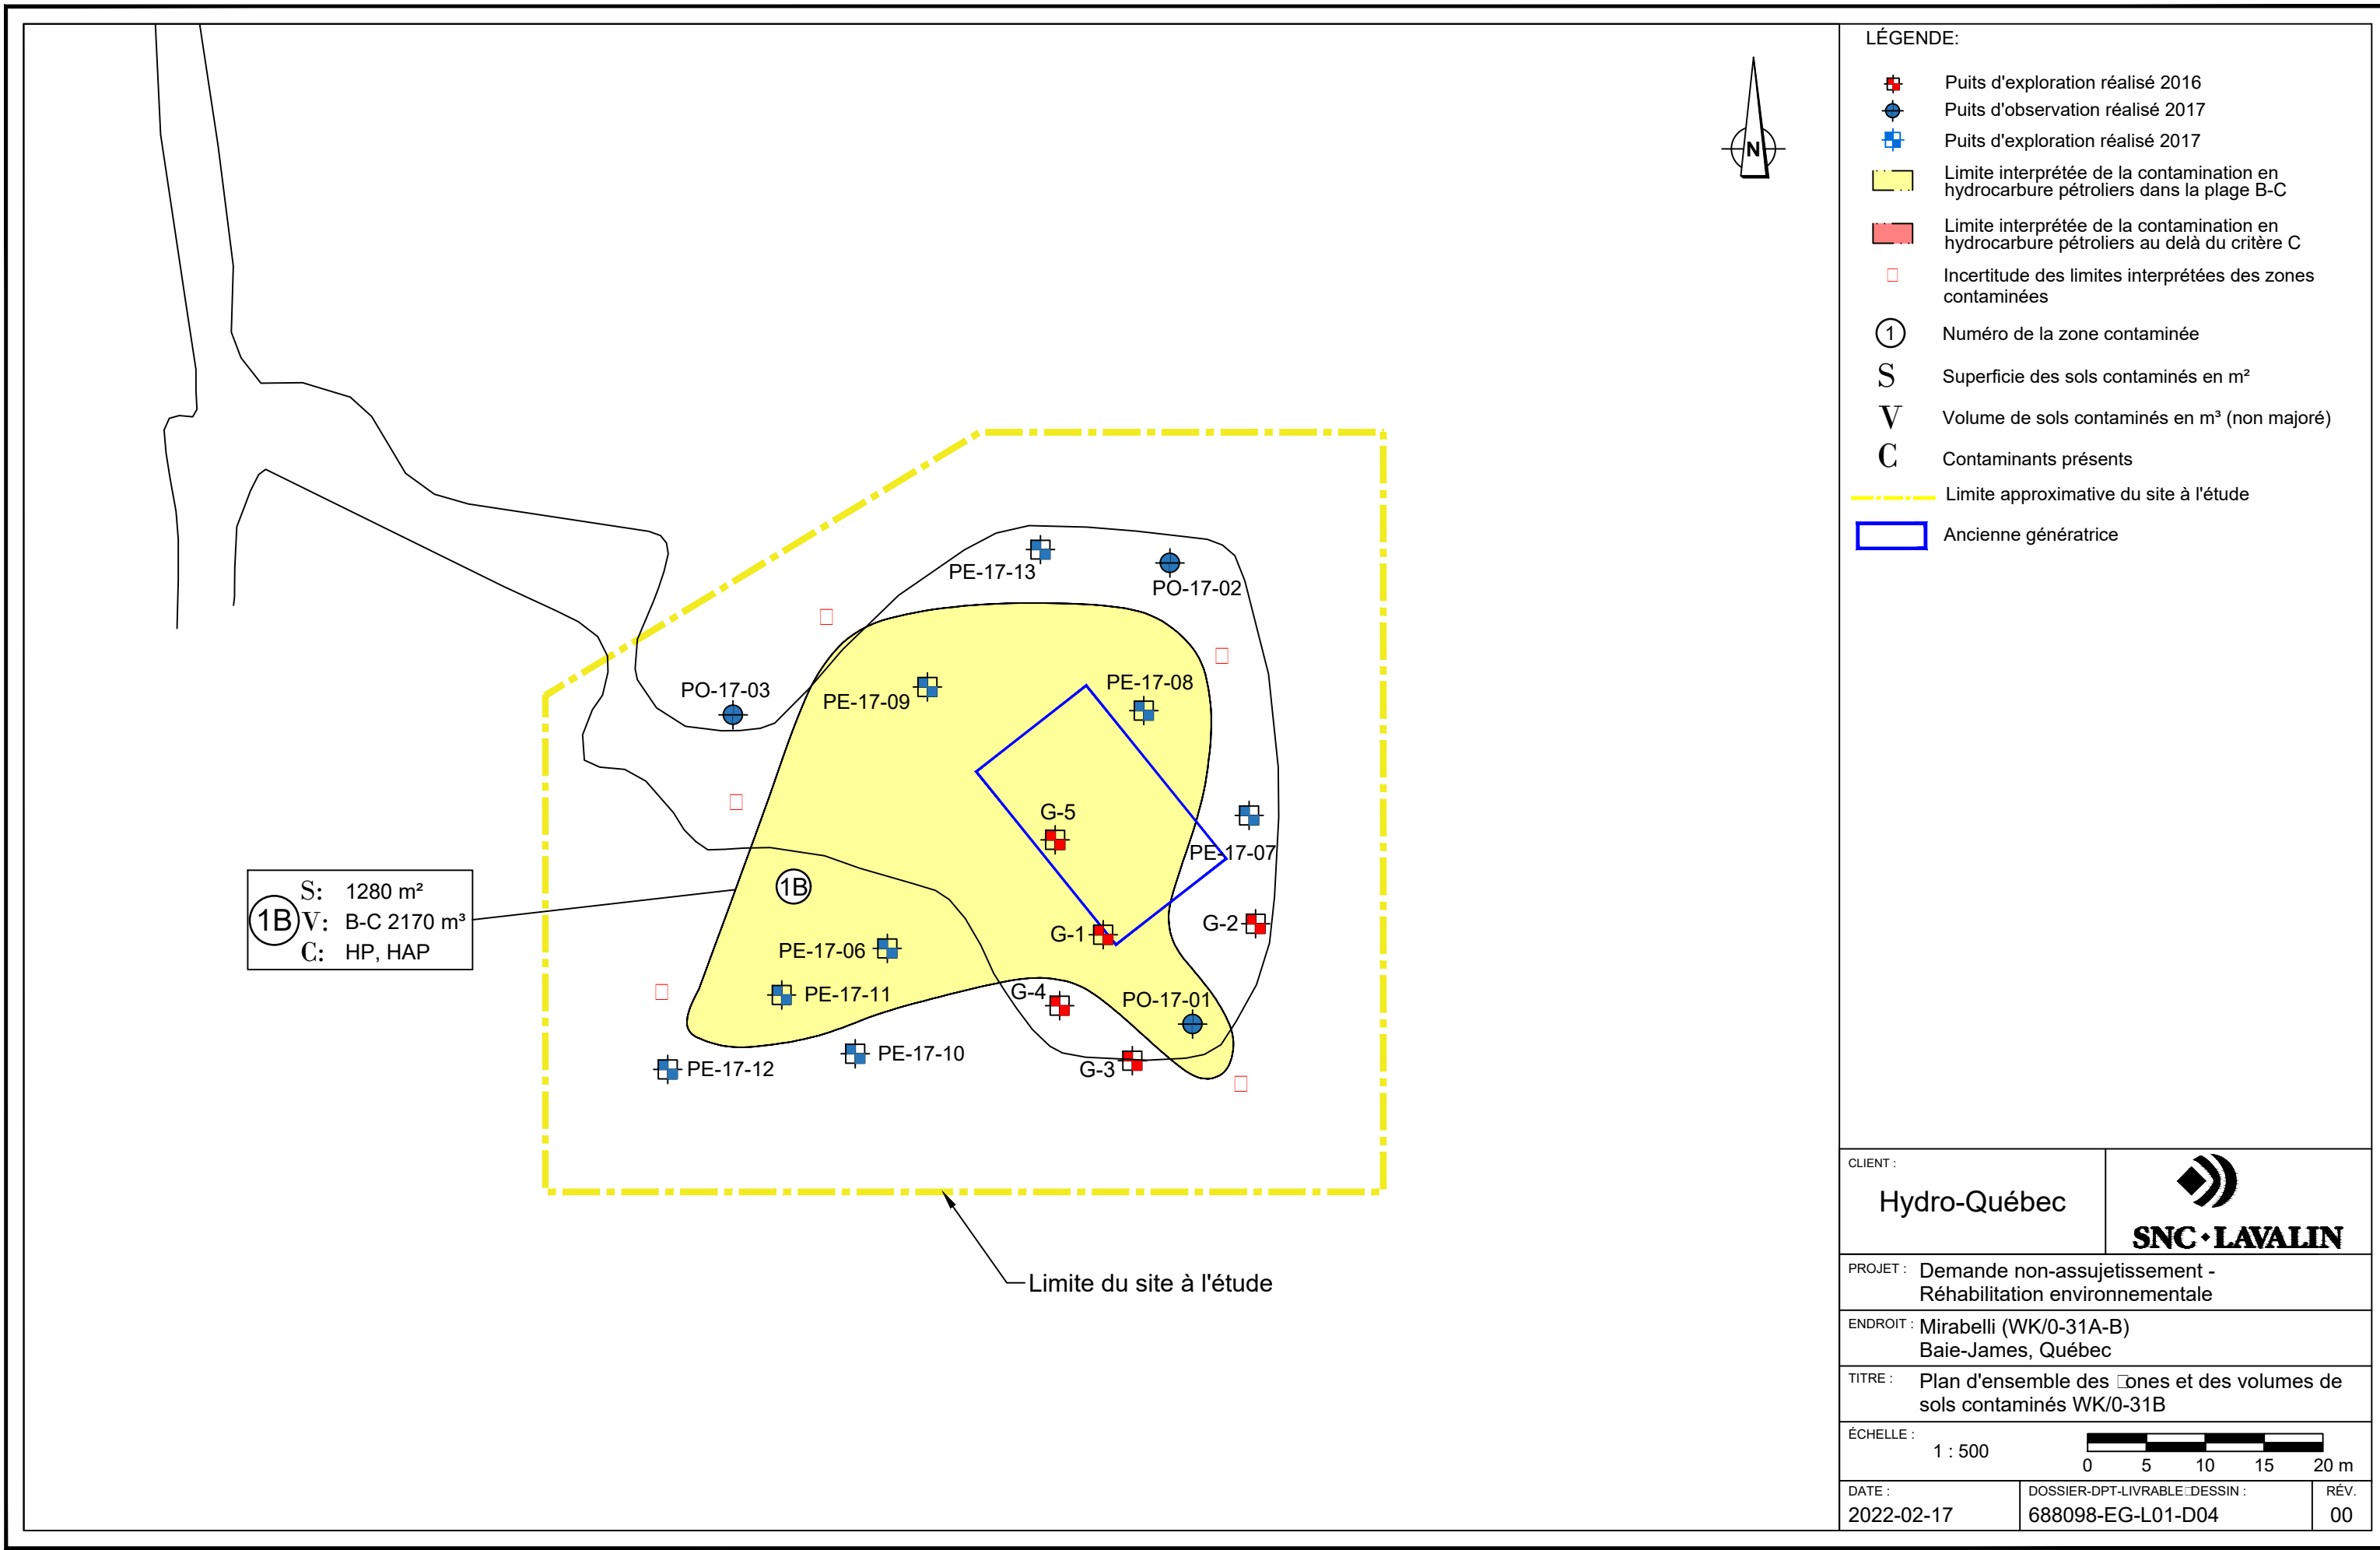 LÉGENDE:
Puits d'exploration réalisé 2016
Puits d'observation réalisé 2017
Puits d'exploration réalisé 2017
Limite interprétée de la contamination en
hydrocarbure pétroliers dans la plage B-C
Limite interprétée de la contamination en
hydrocarbure pétroliers au delà du critère C
Incertitude des limites interprétées des zones
contaminées
1 Numéro de la zone contaminée
S Superficie des sols contaminés en m²
V Volume de sols contaminés en m³ (non majoré)
C Contaminants présents
Limite approximative du site à l'étude
Ancienne génératrice
N
PE-17-13
PO-17-02
PO-17-03
PE-17-09
PE-17-08
G-5
PE-17-07
1B
G-1
G-2
PE-17-06
PE-17-11
G-4
PO-17-01
PE-17-10
PE-17-12
G-3
1B
S: 1280 m²
V: B-C 2170 m³
C: HP, HAP
Limite du site à l'étude
CLIENT :
Hydro-Québec
SNC•LAVALIN
PROJET : Demande non-assujetissement -
Réhabilitation environnementale
ENDROIT : Mirabelli (WK/0-31A-B)
Baie-James, Québec
TITRE : Plan d'ensemble des □ones et des volumes de
sols contaminés WK/0-31B
ÉCHELLE :
1 : 500
0 5 10 15 20 m
DATE :
2022-02-17
DOSSIER-DPT-LIVRABLE□DESSIN :
688098-EG-L01-D04
RÉV.
00